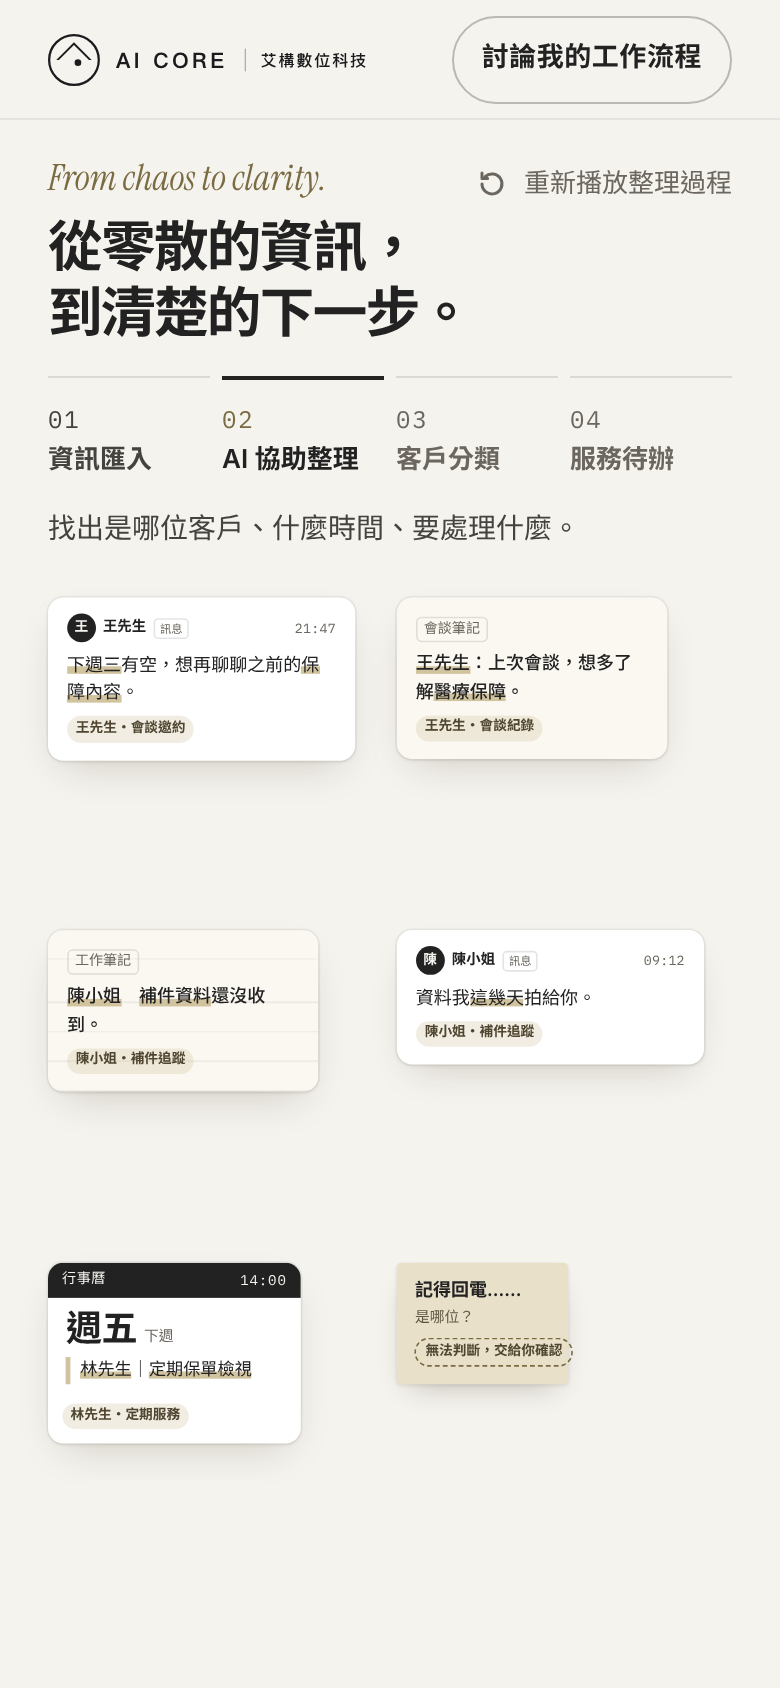 AI CORE | 艾構數位科技
討論我的工作流程
From chaos to clarity.
重新播放整理過程
從零散的資訊，
到清楚的下一步。
01
資訊匯入
02
AI 協助整理
03
客戶分類
04
服務待辦
找出是哪位客戶、什麼時間、要處理什麼。
王 王先生 訊息 21:47
下週三有空，想再聊聊之前的保
障內容。
王先生・會談邀約
會談筆記
王先生：上次會談，想多了
解醫療保障。
王先生・會談紀錄
工作筆記
陳小姐　補件資料還沒收
到。
陳小姐・補件追蹤
陳 陳小姐 訊息 09:12
資料我這幾天拍給你。
陳小姐・補件追蹤
行事曆 14:00
週五 下週
林先生｜定期保單檢視
林先生・定期服務
記得回電……
是哪位？
無法判斷，交給你確認